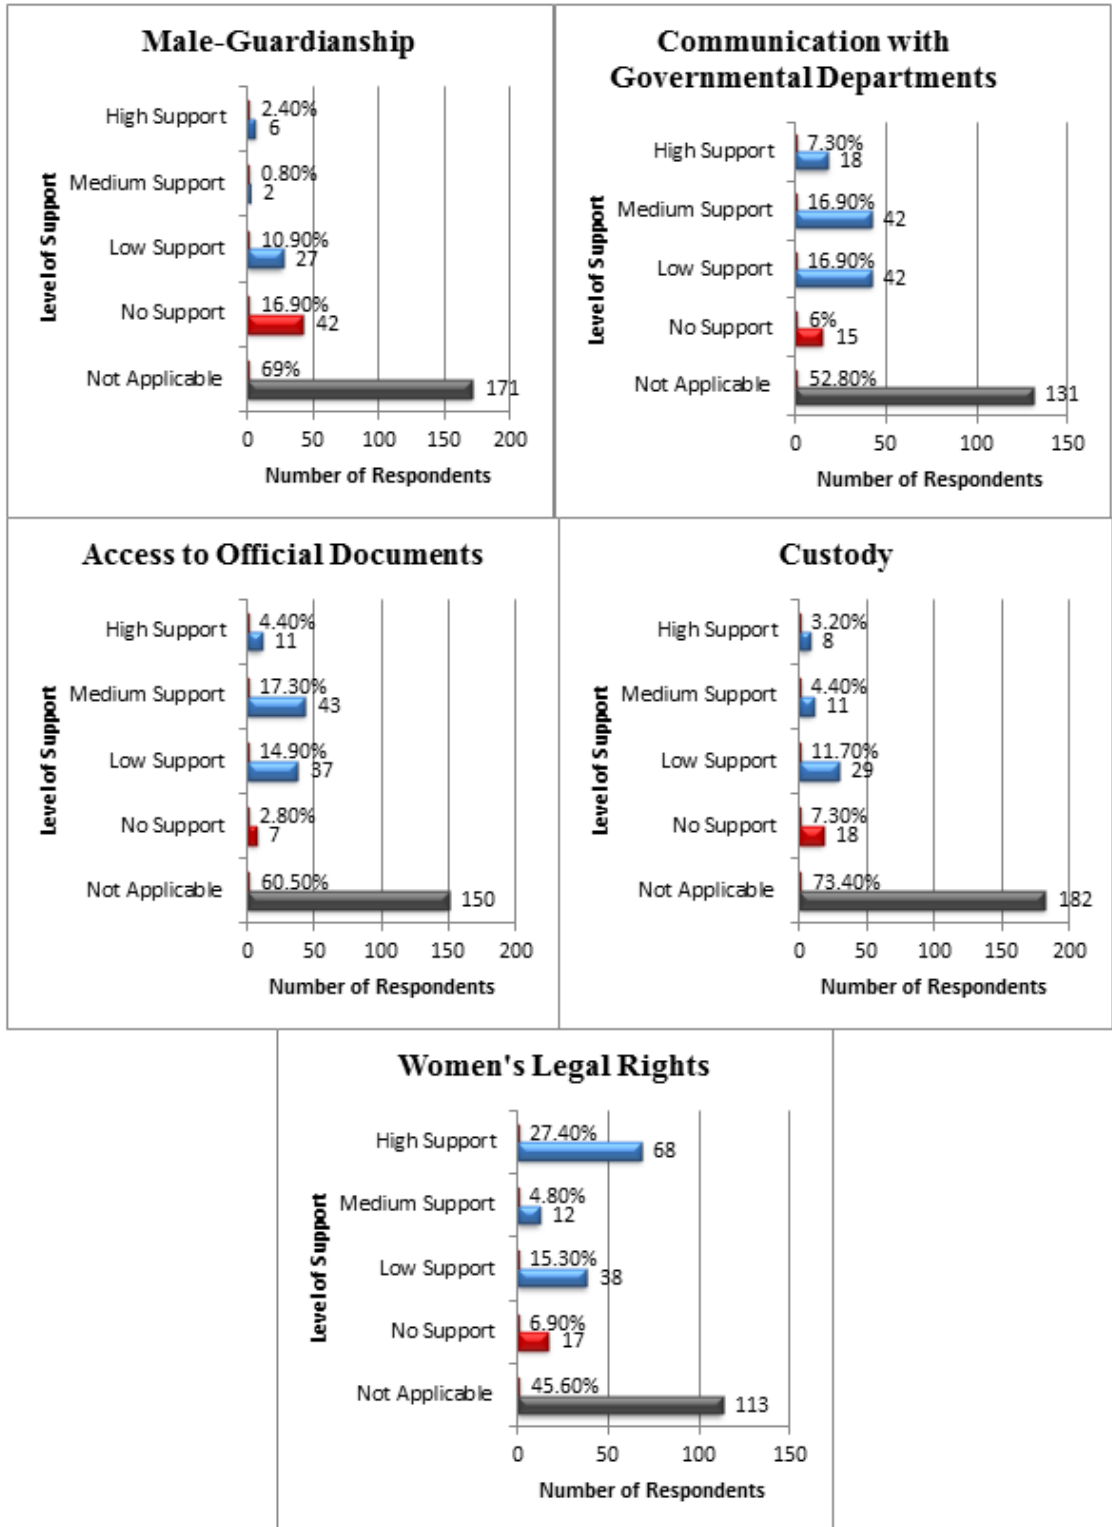 Male-Guardianship
Level of Support
High Support
2.40%
6
Medium Support
0.80%
2
Low Support
10.90%
27
No Support
16.90%
42
Not Applicable
69%
171
0 50 100 150 200
Number of Respondents
Communication with
Governmental Departments
Level of Support
High Support
7.30%
18
Medium Support
16.90%
42
Low Support
16.90%
42
No Support
6%
15
Not Applicable
52.80%
131
0 50 100 150
Number of Respondents
Access to Official Documents
Level of Support
High Support
4.40%
11
Medium Support
17.30%
43
Low Support
14.90%
37
No Support
2.80%
7
Not Applicable
60.50%
150
0 50 100 150 200
Number of Respondents
Custody
Level of Support
High Support
3.20%
8
Medium Support
4.40%
11
Low Support
11.70%
29
No Support
7.30%
18
Not Applicable
73.40%
182
0 50 100 150 200
Number of Respondents
Women's Legal Rights
Level of Support
High Support
27.40%
68
Medium Support
4.80%
12
Low Support
15.30%
38
No Support
6.90%
17
Not Applicable
45.60%
113
0 50 100 150
Number of Respondents